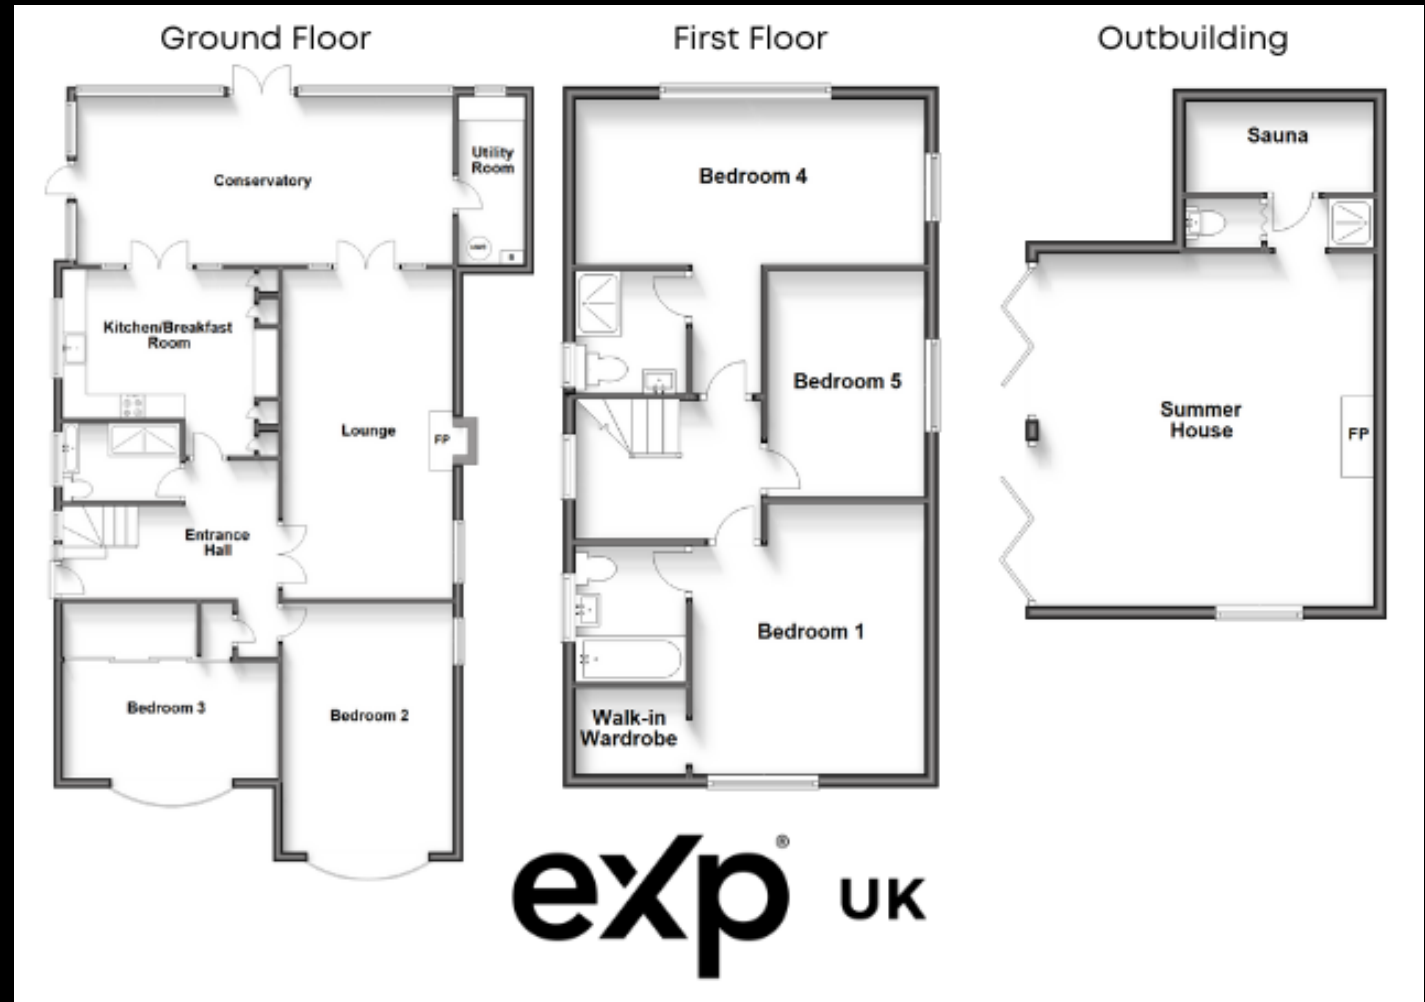 Ground Floor
First Floor
Outbuilding
Conservatory
Utility
Room
Kitchen/Breakfast
Room
Lounge
FP
Entrance
Hall
Bedroom 3
Bedroom 2
Bedroom 4
Bedroom 5
Bedroom 1
Walk-in
Wardrobe
Sauna
Summer
House
FP
eXp® UK